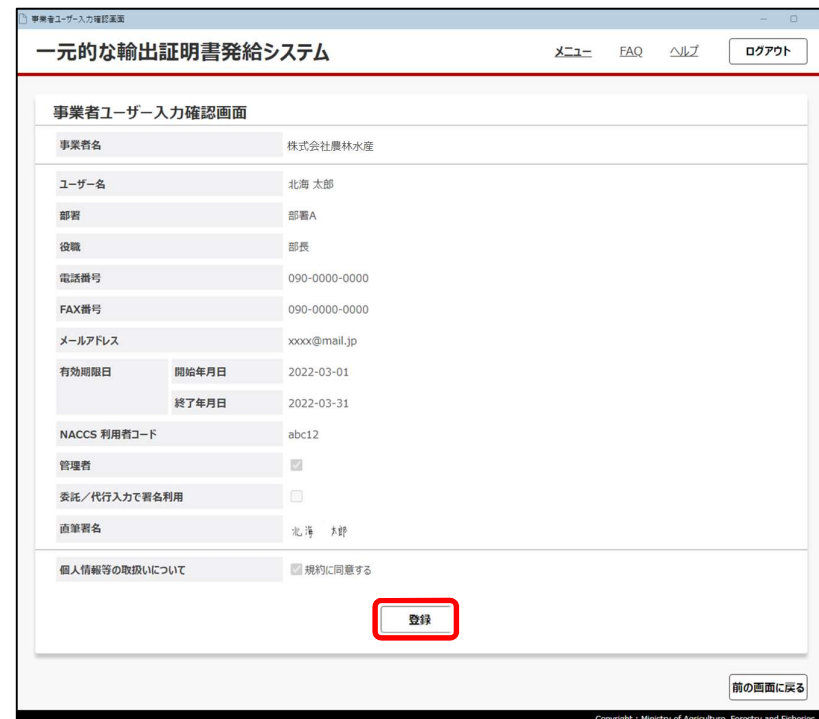 事業者ユーザー入力確認画面
一元的な輸出証明書発給システム メニュー FAQ ヘルプ ログアウト
事業者ユーザー入力確認画面
事業者名 株式会社農林水産
ユーザー名 北海 太郎
部署 部署A
役職 部長
電話番号 090-0000-0000
FAX番号 090-0000-0000
メールアドレス xxxx@mail.jp
有効期限日 開始年月日 2022-03-01
終了年月日 2022-03-31
NACCS 利用者コード abc12
管理者
委託／代行入力で署名利用
直筆署名 北海 太郎
個人情報等の取扱いについて 規約に同意する
登録
前の画面に戻る
Copyright : Ministry of Agriculture, Forestry and Fisheries